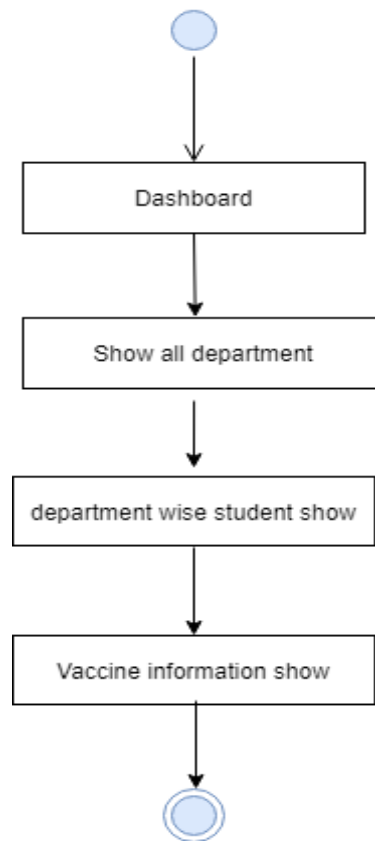 Dashboard
Show all department
department wise student show
Vaccine information show